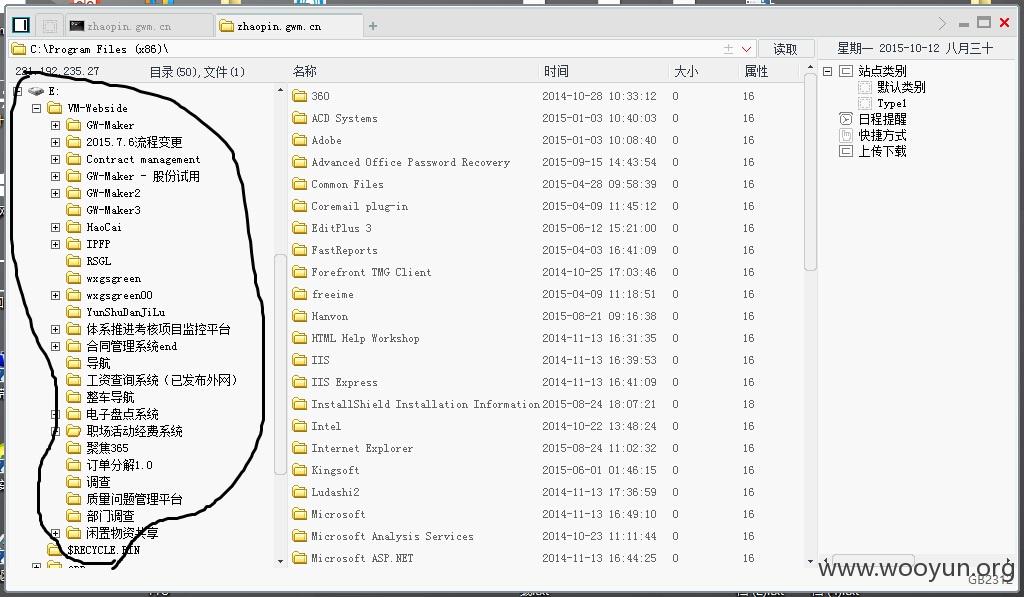 zhaopin.gwm.cn
zhaopin.gwm.cn
C:\Program Files (x86)\
读取
星期一 2015-10-12 八月三十
目录(50),文件(1)
名称 时间 大小 属性
E:
VM-Webside
GW-Maker
2015.7.6流程变更
Contract management
GW-Maker - 股份试用
GW-Maker2
GW-Maker3
HaoCai
IPFP
RSGL
wxgsgreen
wxgsgreen00
YunShuDanJiLu
体系推进考核项目监控平台
合同管理系统end
导航
工资查询系统（已发布外网）
整车导航
电子盘点系统
职场活动经费系统
聚焦365
订单分解1.0
调查
质量问题管理平台
部门调查
闲置物资共享
$RECYCLE.BIN
360 2014-10-28 10:33:12 0 16
ACD Systems 2015-01-03 10:40:03 0 16
Adobe 2015-01-03 10:08:40 0 16
Advanced Office Password Recovery 2015-09-15 14:43:54 0 16
Common Files 2015-04-28 09:58:39 0 16
Coremail plug-in 2015-04-09 11:45:12 0 16
EditPlus 3 2015-06-12 15:21:00 0 16
FastReports 2015-04-03 16:41:09 0 16
Forefront TMG Client 2014-10-25 17:03:46 0 16
freeime 2015-04-09 11:18:51 0 16
Hanvon 2015-08-21 09:16:38 0 16
HTML Help Workshop 2014-11-13 16:31:35 0 16
IIS 2014-11-13 16:39:53 0 16
IIS Express 2014-11-13 16:41:09 0 16
InstallShield Installation Information 2015-08-24 18:07:21 0 18
Intel 2014-10-22 13:48:24 0 16
Internet Explorer 2015-08-24 11:02:32 0 16
Kingsoft 2015-06-01 01:46:15 0 16
Ludashi2 2014-11-13 17:36:59 0 16
Microsoft 2014-11-13 16:49:10 0 16
Microsoft Analysis Services 2014-10-23 11:11:44 0 16
Microsoft ASP.NET 2014-11-13 16:44:25 0 16
站点类别
默认类别
Type1
日程提醒
快捷方式
上传下载
www.wooyun.org
GB2312